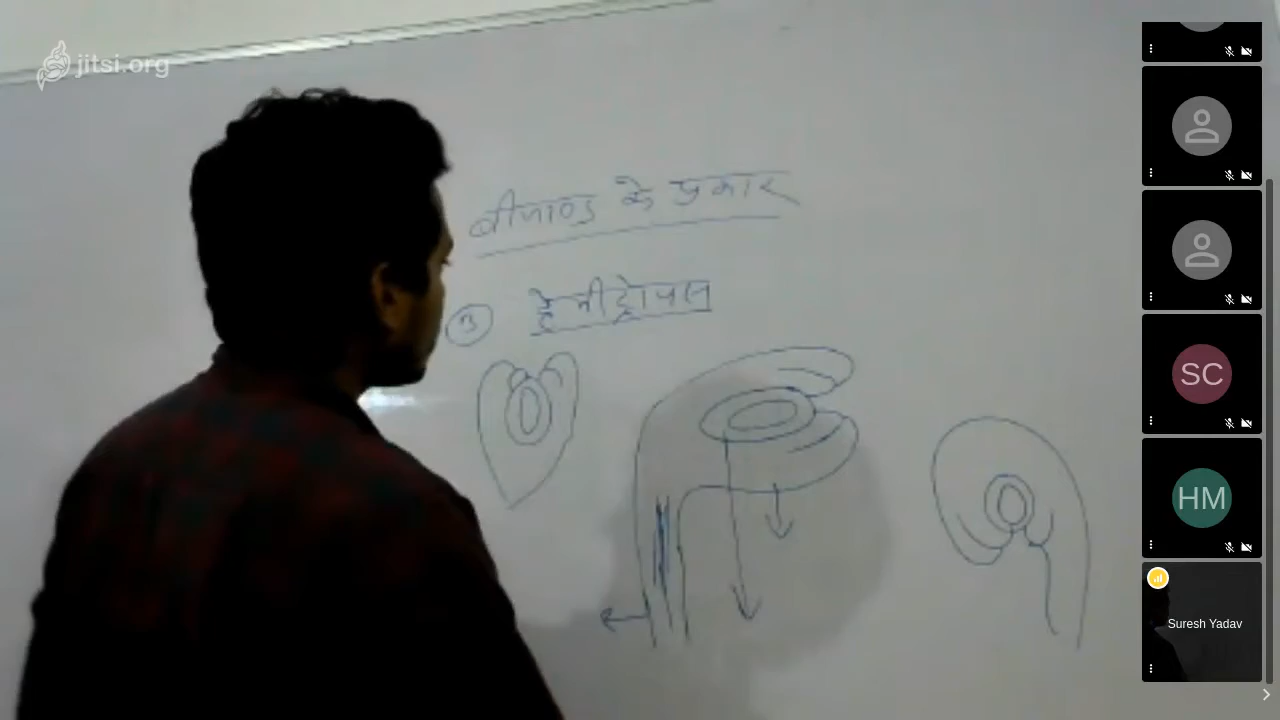 jitsi.org
बीजाण्ड के प्रकार
3 हेमीट्रोपस
SC
HM
Suresh Yadav